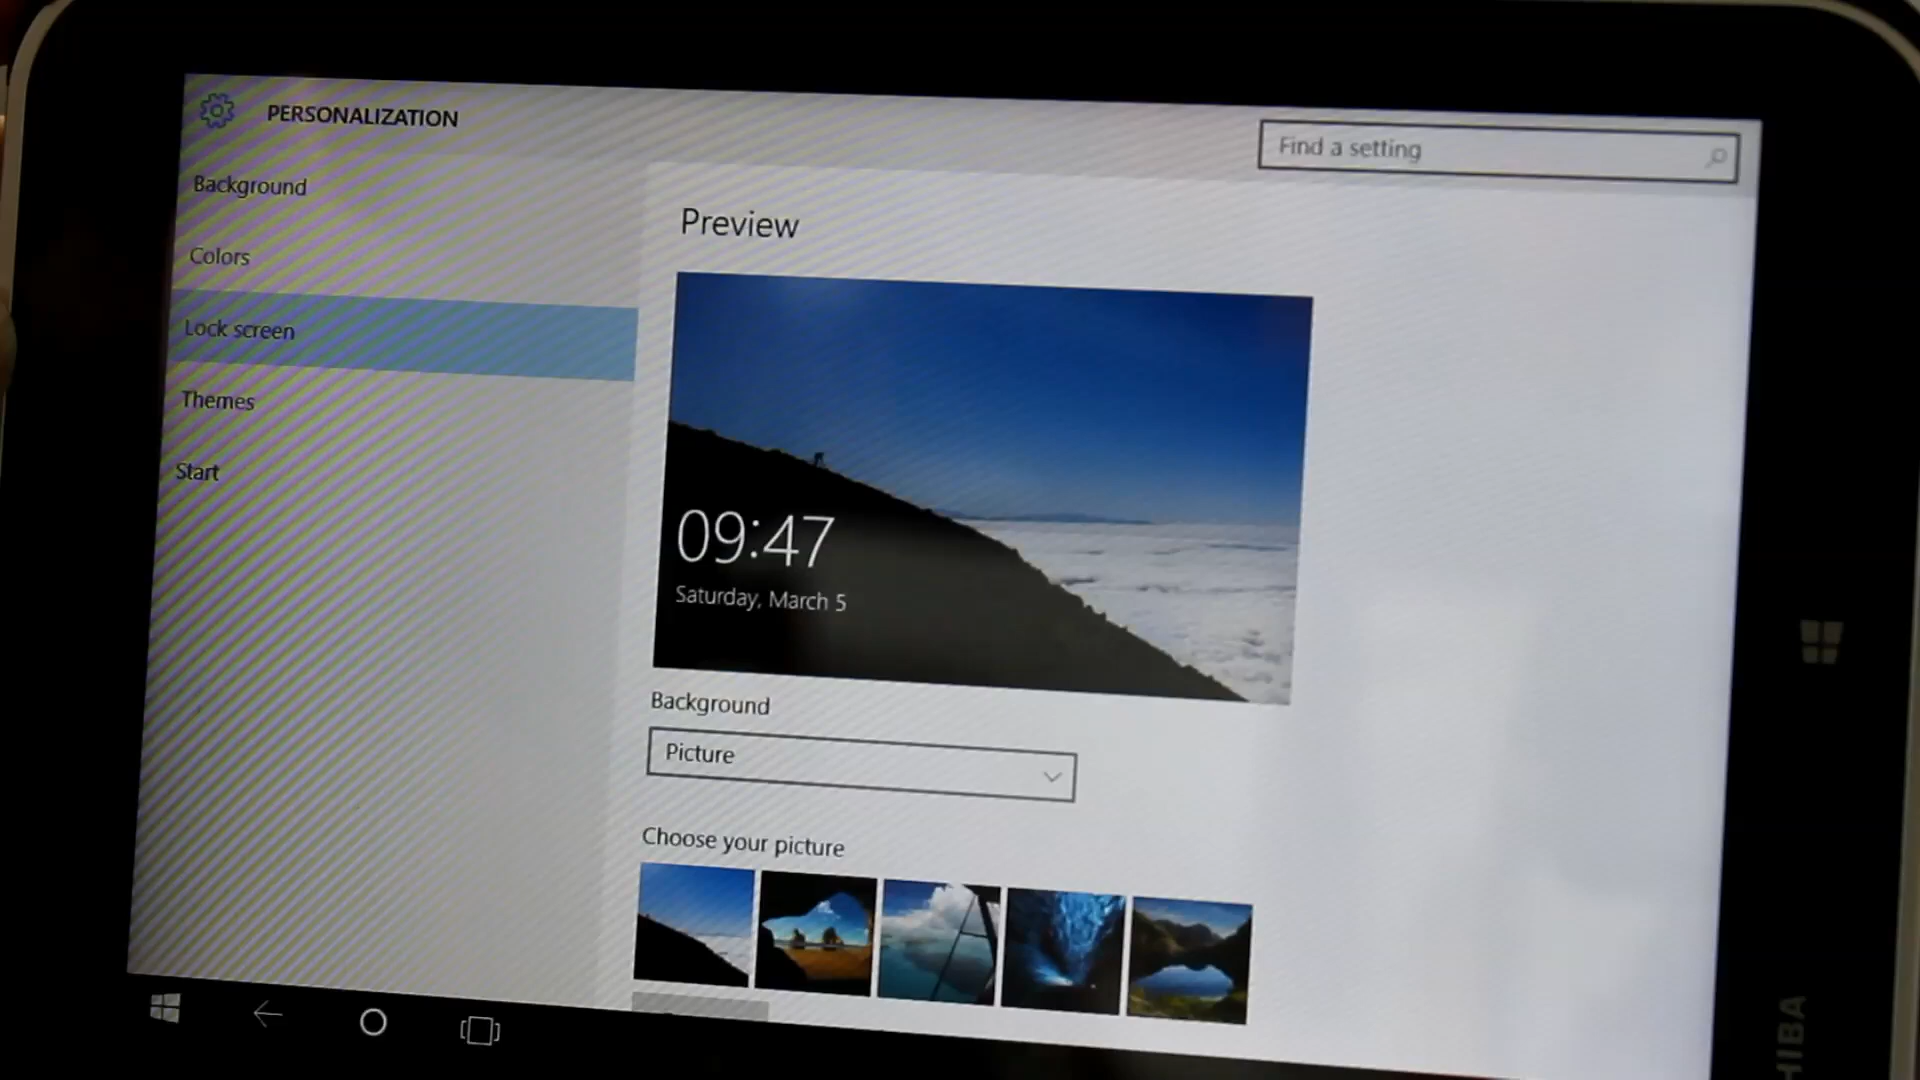 PERSONALIZATION
Find a setting
Background
Colors
Lock screen
Themes
Start
Preview
09:47
Saturday, March 5
Background
Picture
Choose your picture
HIBA